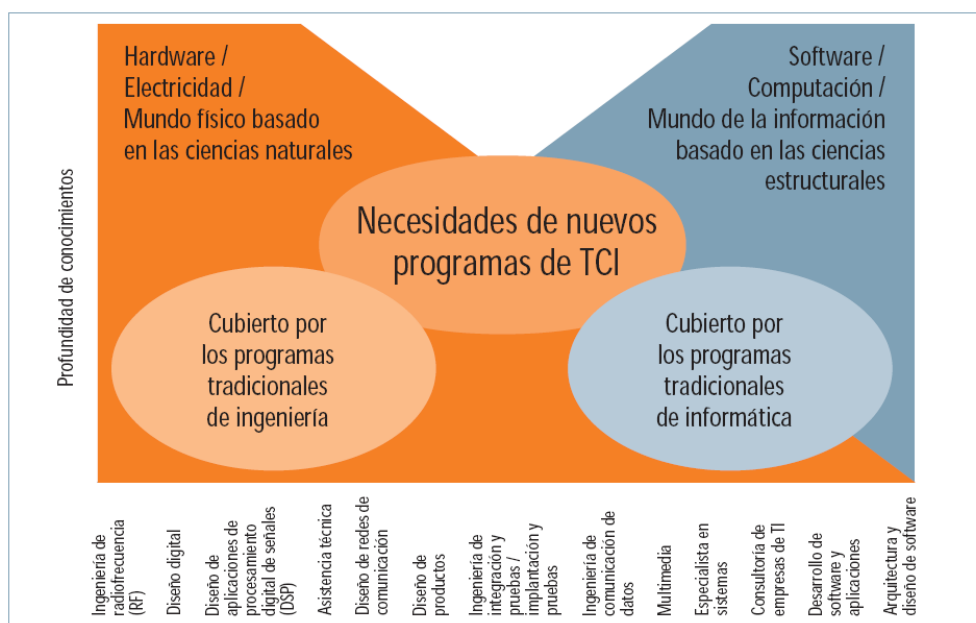 Hardware /
Electricidad /
Mundo físico basado
en las ciencias naturales
Software /
Computación /
Mundo de la información
basado en las ciencias
estructurales
Necesidades de nuevos
programas de TCI
Cubierto por
los programas
tradicionales
de ingeniería
Cubierto por
los programas
tradicionales
de informática
Profundidad de conocimientos
Ingeniería de
radiofrecuencia
(RF)
Diseño digital
Diseño de
aplicaciones de
procesamiento
digital de señales
(DSP)
Asistencia técnica
Diseño de redes de
comunicación
Diseño de
productos
Ingeniería de
integración y
pruebas /
implantación y
pruebas
Ingeniería de
comunicación de
datos
Multimedia
Especialista en
sistemas
Consultoría de
empresas de TI
Desarrollo de
software y
aplicaciones
Arquitectura y
diseño de software